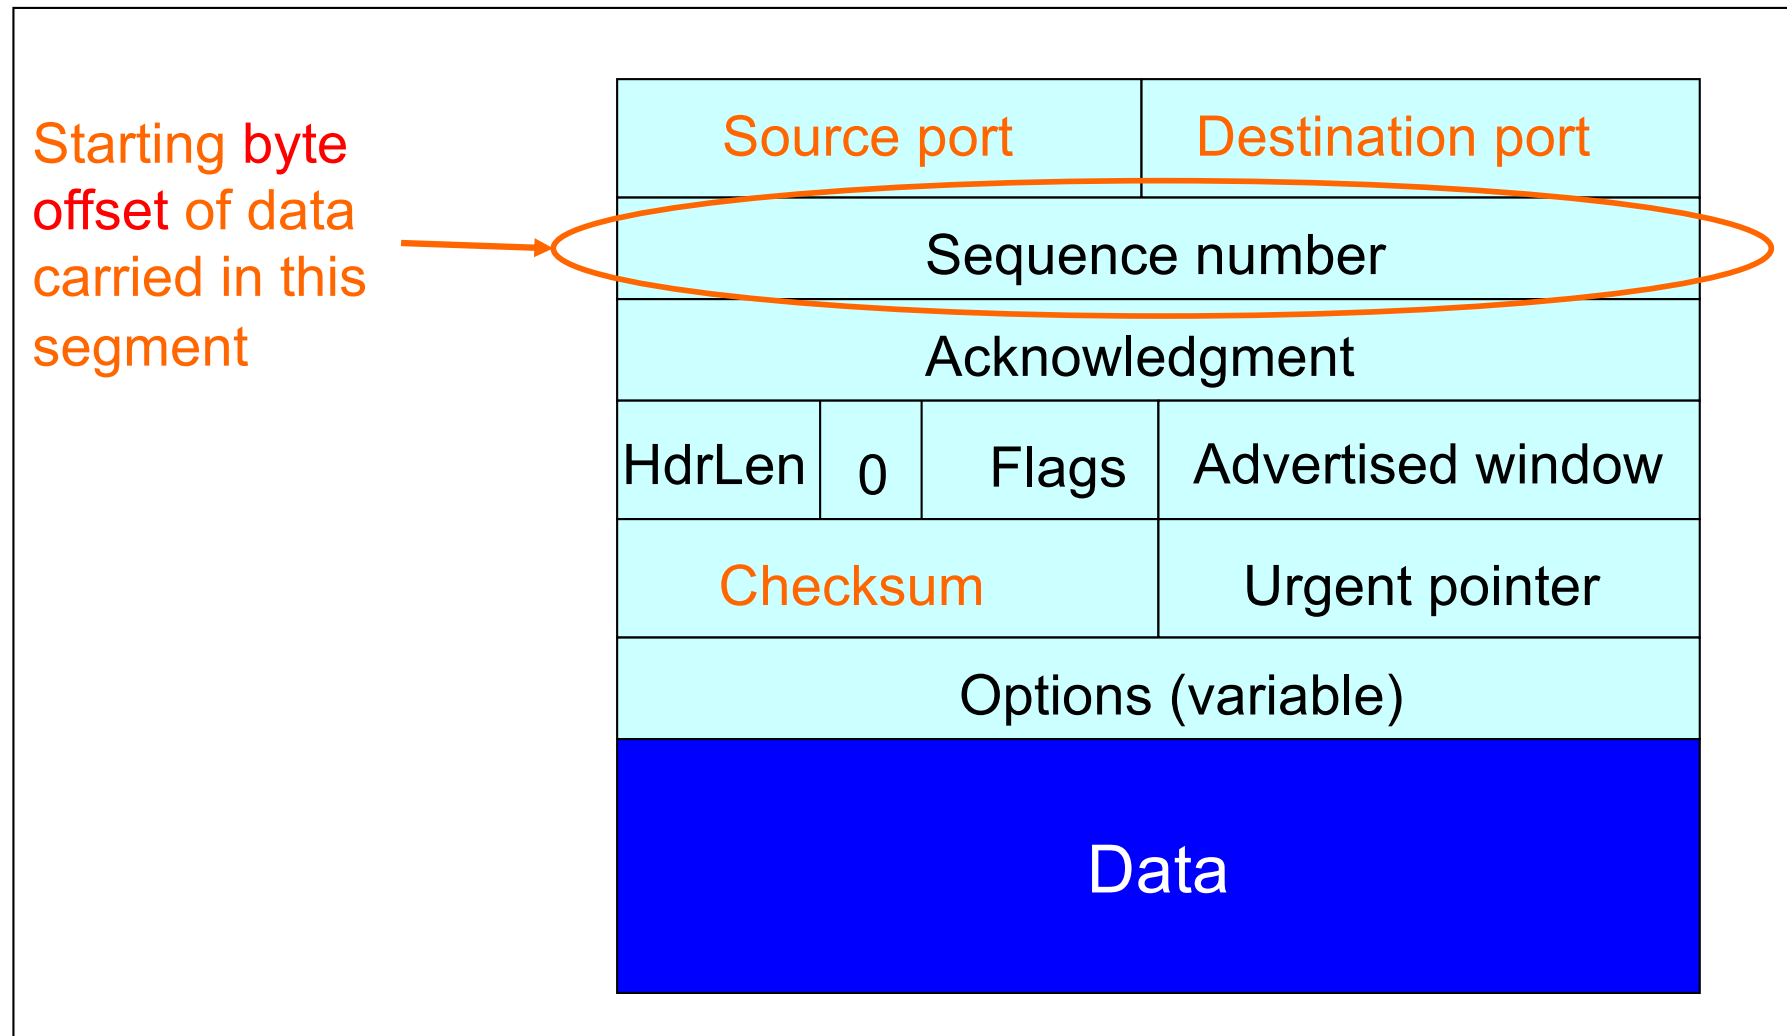 Starting byte
offset of data
carried in this
segment
Source port
Destination port
Sequence number
Acknowledgment
HdrLen
0
Flags
Advertised window
Checksum
Urgent pointer
Options (variable)
Data